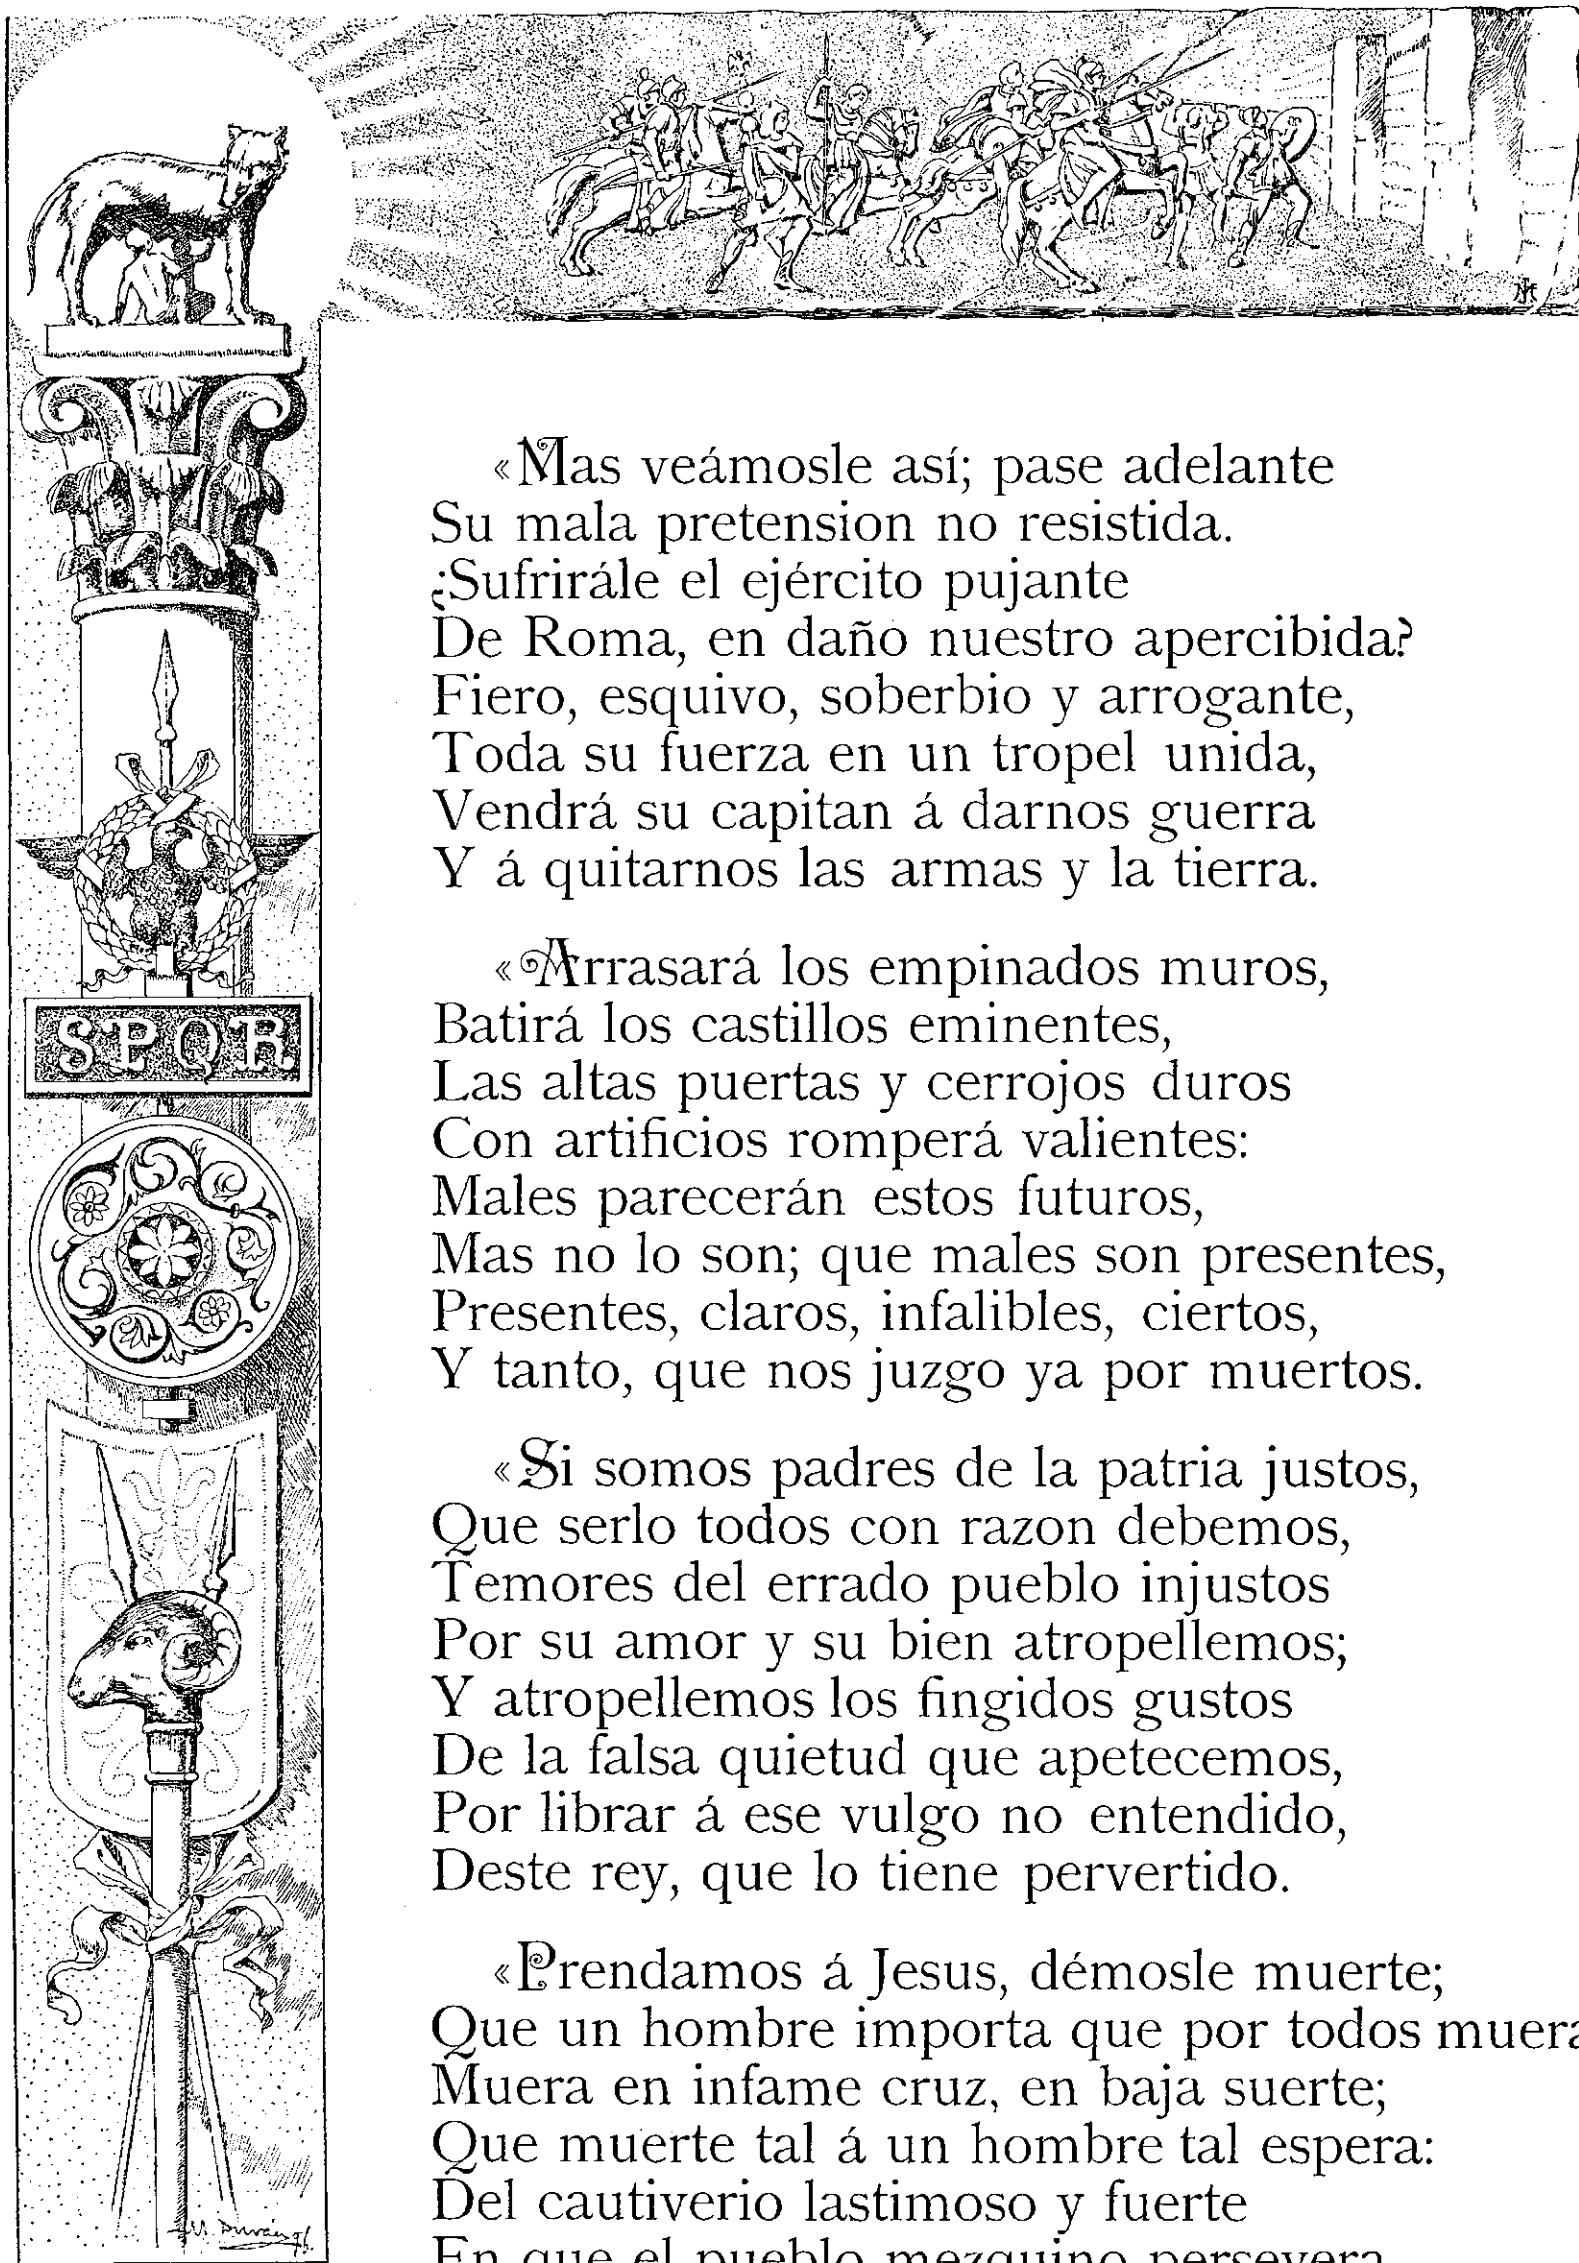 «Mas veámosle así; pase adelante
Su mala pretension no resistida.
¿Sufrirále el ejército pujante
De Roma, en daño nuestro apercibida?
Fiero, esquivo, soberbio y arrogante,
Toda su fuerza en un tropel unida,
Vendrá su capitan á darnos guerra
Y á quitarnos las armas y la tierra.
«Arrasará los empinados muros,
Batirá los castillos eminentes,
Las altas puertas y cerrojos duros
Con artificios romperá valientes:
Males parecerán estos futuros,
Mas no lo son; que males son presentes,
Presentes, claros, infalibles, ciertos,
Y tanto, que nos juzgo ya por muertos.
«Si somos padres de la patria justos,
Que serlo todos con razon debemos,
Temores del errado pueblo injustos
Por su amor y su bien atropellemos;
Y atropellemos los fingidos gustos
De la falsa quietud que apetecemos,
Por librar á ese vulgo no entendido,
Deste rey, que lo tiene pervertido.
«Prendamos á Jesus, démosle muerte;
Que un hombre importa que por todos muera
Muera en infame cruz, en baja suerte;
Que muerte tal á un hombre tal espera:
Del cautiverio lastimoso y fuerte
En que el pueblo mezquino persevera
SPQR